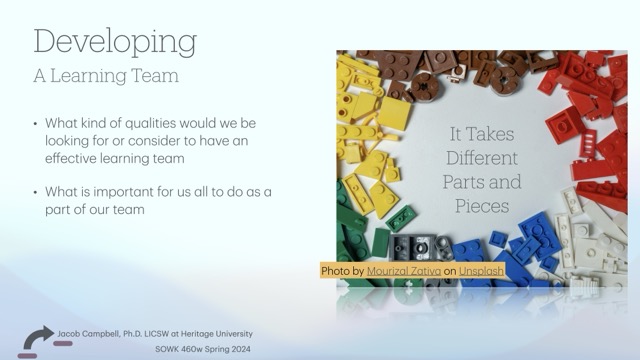 Developing
A Learning Team
• What kind of qualities would we be
looking for or consider to have an
effective learning team
• What is important for us all to do as a
part of our team
It Takes
Different
Parts and
Pieces
Photo by Mourizal Zativa on Unsplash
Jacob Campbell, Ph.D. LICSW at Heritage University
SOWK 460w Spring 2024